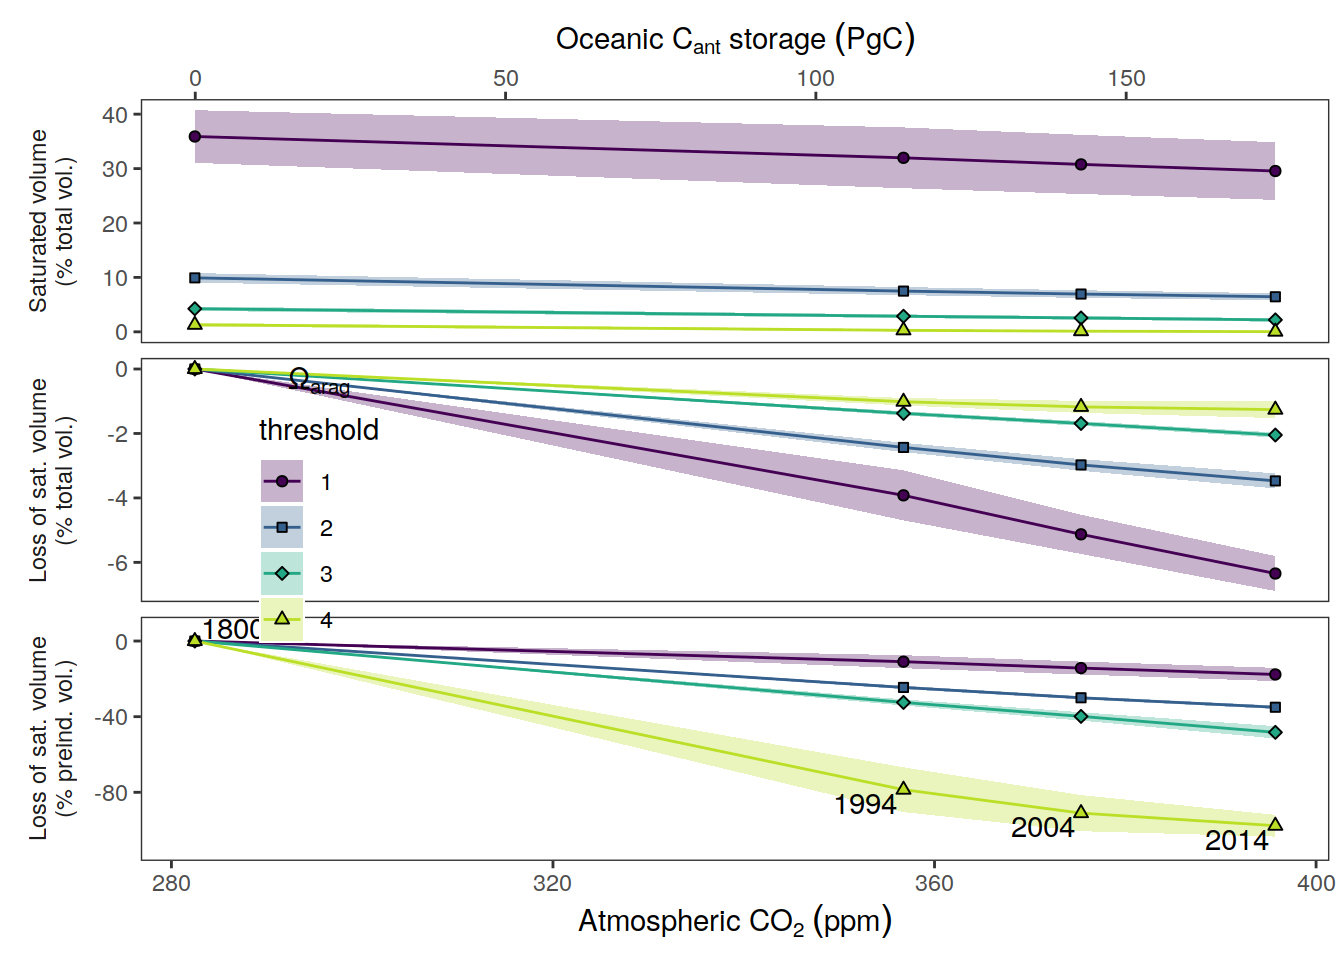 Oceanic Cant storage (PgC)
0 50 100 150
Saturated volume
(% total vol.)
40
30
20
10
0
Loss of sat. volume
(% total vol.)
0
-2
-4
-6
Ωarag
threshold
1
2
3
4
Loss of sat. volume
(% preind. vol.)
0
-40
-80
1800
1994
2004
2014
280 320 360 400
Atmospheric CO2 (ppm)